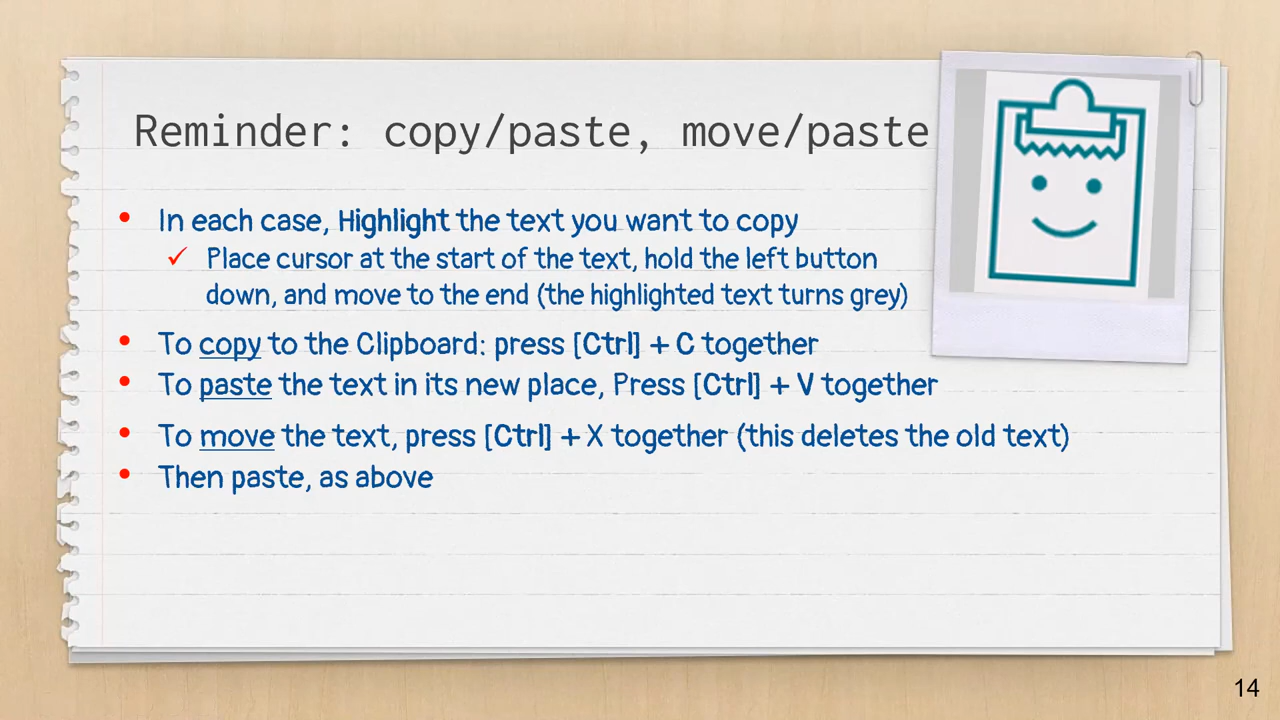 Reminder: copy/paste, move/paste
• In each case, Highlight the text you want to copy
✓ Place cursor at the start of the text, hold the left button
down, and move to the end (the highlighted text turns grey)
• To copy to the Clipboard: press [Ctrl] + C together
• To paste the text in its new place, Press [Ctrl] + V together
• To move the text, press [Ctrl] + X together (this deletes the old text)
• Then paste, as above
14